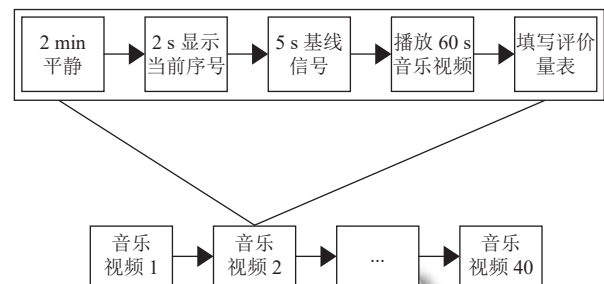 2 min
平静
2 s 显示
当前序号
5 s 基线
信号
播放 60 s
音乐视频
填写评价
量表
音乐
视频 1
音乐
视频 2
...
音乐
视频 40